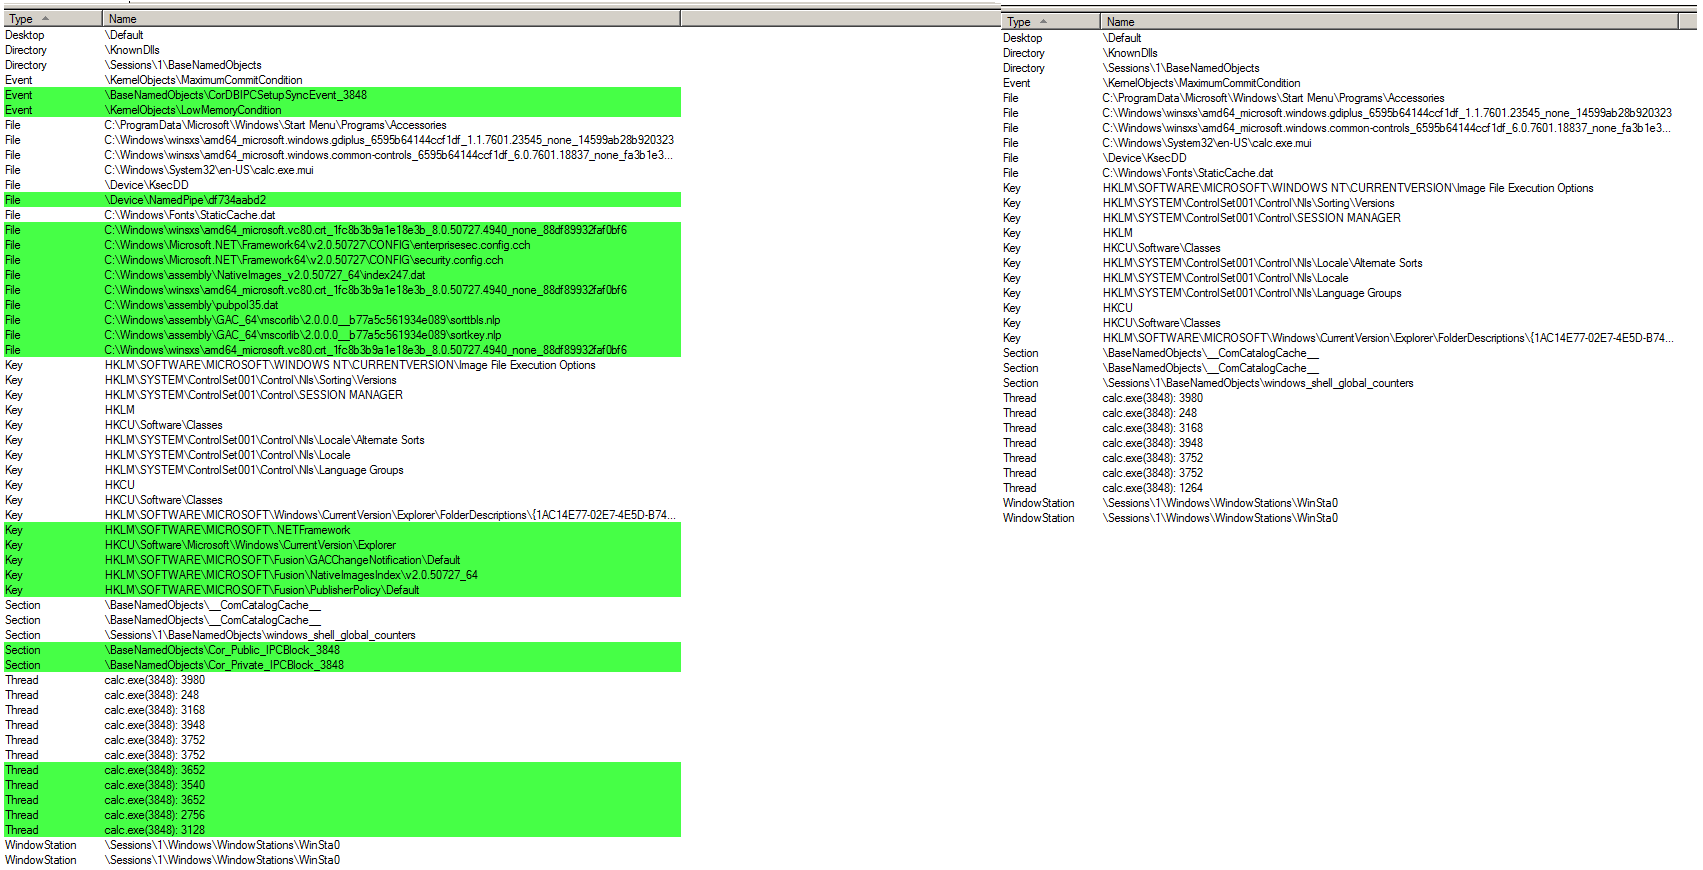 Type Name
Desktop \Default
Directory \KnownDlls
Directory \Sessions\1\BaseNamedObjects
Event \KernelObjects\MaximumCommitCondition
Event \BaseNamedObjects\CorDBIPCSetupSyncEvent_3848
Event \KernelObjects\LowMemoryCondition
File C:\ProgramData\Microsoft\Windows\Start Menu\Programs\Accessories
File C:\Windows\winsxs\amd64_microsoft.windows.gdiplus_6595b64144ccf1df_1.1.7601.23545_none_14599ab28b920323
File C:\Windows\winsxs\amd64_microsoft.windows.common-controls_6595b64144ccf1df_6.0.7601.18837_none_fa3b1e3...
File C:\Windows\System32\en-US\calc.exe.mui
File \Device\KsecDD
File \Device\NamedPipe\df734aabd2
File C:\Windows\Fonts\StaticCache.dat
File C:\Windows\winsxs\amd64_microsoft.vc80.crt_1fc8b3b9a1e18e3b_8.0.50727.4940_none_88df89932faf0bf6
File C:\Windows\Microsoft.NET\Framework64\v2.0.50727\CONFIG\enterprisesec.config.cch
File C:\Windows\Microsoft.NET\Framework64\v2.0.50727\CONFIG\security.config.cch
File C:\Windows\assembly\NativeImages_v2.0.50727_64\index247.dat
File C:\Windows\winsxs\amd64_microsoft.vc80.crt_1fc8b3b9a1e18e3b_8.0.50727.4940_none_88df89932faf0bf6
File C:\Windows\assembly\pubpol35.dat
File C:\Windows\assembly\GAC_64\mscorlib\2.0.0.0__b77a5c561934e089\sorttbls.nlp
File C:\Windows\assembly\GAC_64\mscorlib\2.0.0.0__b77a5c561934e089\sortkey.nlp
File C:\Windows\winsxs\amd64_microsoft.vc80.crt_1fc8b3b9a1e18e3b_8.0.50727.4940_none_88df89932faf0bf6
Key HKLM\SOFTWARE\MICROSOFT\WINDOWS NT\CURRENTVERSION\Image File Execution Options
Key HKLM\SYSTEM\ControlSet001\Control\Nls\Sorting\Versions
Key HKLM\SYSTEM\ControlSet001\Control\SESSION MANAGER
Key HKLM
Key HKCU\Software\Classes
Key HKLM\SYSTEM\ControlSet001\Control\Nls\Locale\Alternate Sorts
Key HKLM\SYSTEM\ControlSet001\Control\Nls\Locale
Key HKLM\SYSTEM\ControlSet001\Control\Nls\Language Groups
Key HKCU
Key HKCU\Software\Classes
Key HKLM\SOFTWARE\MICROSOFT\Windows\CurrentVersion\Explorer\FolderDescriptions\{1AC14E77-02E7-4E5D-B74...
Key HKLM\SOFTWARE\MICROSOFT\.NETFramework
Key HKCU\Software\Microsoft\Windows\CurrentVersion\Explorer
Key HKLM\SOFTWARE\MICROSOFT\Fusion\GACChangeNotification\Default
Key HKLM\SOFTWARE\MICROSOFT\Fusion\NativeImagesIndex\v2.0.50727_64
Key HKLM\SOFTWARE\MICROSOFT\Fusion\PublisherPolicy\Default
Section \BaseNamedObjects\__ComCatalogCache__
Section \BaseNamedObjects\__ComCatalogCache__
Section \Sessions\1\BaseNamedObjects\windows_shell_global_counters
Section \BaseNamedObjects\Cor_Public_IPCBlock_3848
Section \BaseNamedObjects\Cor_Private_IPCBlock_3848
Thread calc.exe(3848): 3980
Thread calc.exe(3848): 248
Thread calc.exe(3848): 3168
Thread calc.exe(3848): 3948
Thread calc.exe(3848): 3752
Thread calc.exe(3848): 3752
Thread calc.exe(3848): 3652
Thread calc.exe(3848): 3540
Thread calc.exe(3848): 3652
Thread calc.exe(3848): 2756
Thread calc.exe(3848): 3128
WindowStation \Sessions\1\Windows\WindowStations\WinSta0
WindowStation \Sessions\1\Windows\WindowStations\WinSta0
Type Name
Desktop \Default
Directory \KnownDlls
Directory \Sessions\1\BaseNamedObjects
Event \KernelObjects\MaximumCommitCondition
File C:\ProgramData\Microsoft\Windows\Start Menu\Programs\Accessories
File C:\Windows\winsxs\amd64_microsoft.windows.gdiplus_6595b64144ccf1df_1.1.7601.23545_none_14599ab28b920323
File C:\Windows\winsxs\amd64_microsoft.windows.common-controls_6595b64144ccf1df_6.0.7601.18837_none_fa3b1e3...
File C:\Windows\System32\en-US\calc.exe.mui
File \Device\KsecDD
File C:\Windows\Fonts\StaticCache.dat
Key HKLM\SOFTWARE\MICROSOFT\WINDOWS NT\CURRENTVERSION\Image File Execution Options
Key HKLM\SYSTEM\ControlSet001\Control\Nls\Sorting\Versions
Key HKLM\SYSTEM\ControlSet001\Control\SESSION MANAGER
Key HKLM
Key HKCU\Software\Classes
Key HKLM\SYSTEM\ControlSet001\Control\Nls\Locale\Alternate Sorts
Key HKLM\SYSTEM\ControlSet001\Control\Nls\Locale
Key HKLM\SYSTEM\ControlSet001\Control\Nls\Language Groups
Key HKCU
Key HKCU\Software\Classes
Key HKLM\SOFTWARE\MICROSOFT\Windows\CurrentVersion\Explorer\FolderDescriptions\{1AC14E77-02E7-4E5D-B74...
Section \BaseNamedObjects\__ComCatalogCache__
Section \BaseNamedObjects\__ComCatalogCache__
Section \Sessions\1\BaseNamedObjects\windows_shell_global_counters
Thread calc.exe(3848): 3980
Thread calc.exe(3848): 248
Thread calc.exe(3848): 3168
Thread calc.exe(3848): 3948
Thread calc.exe(3848): 3752
Thread calc.exe(3848): 3752
Thread calc.exe(3848): 1264
WindowStation \Sessions\1\Windows\WindowStations\WinSta0
WindowStation \Sessions\1\Windows\WindowStations\WinSta0